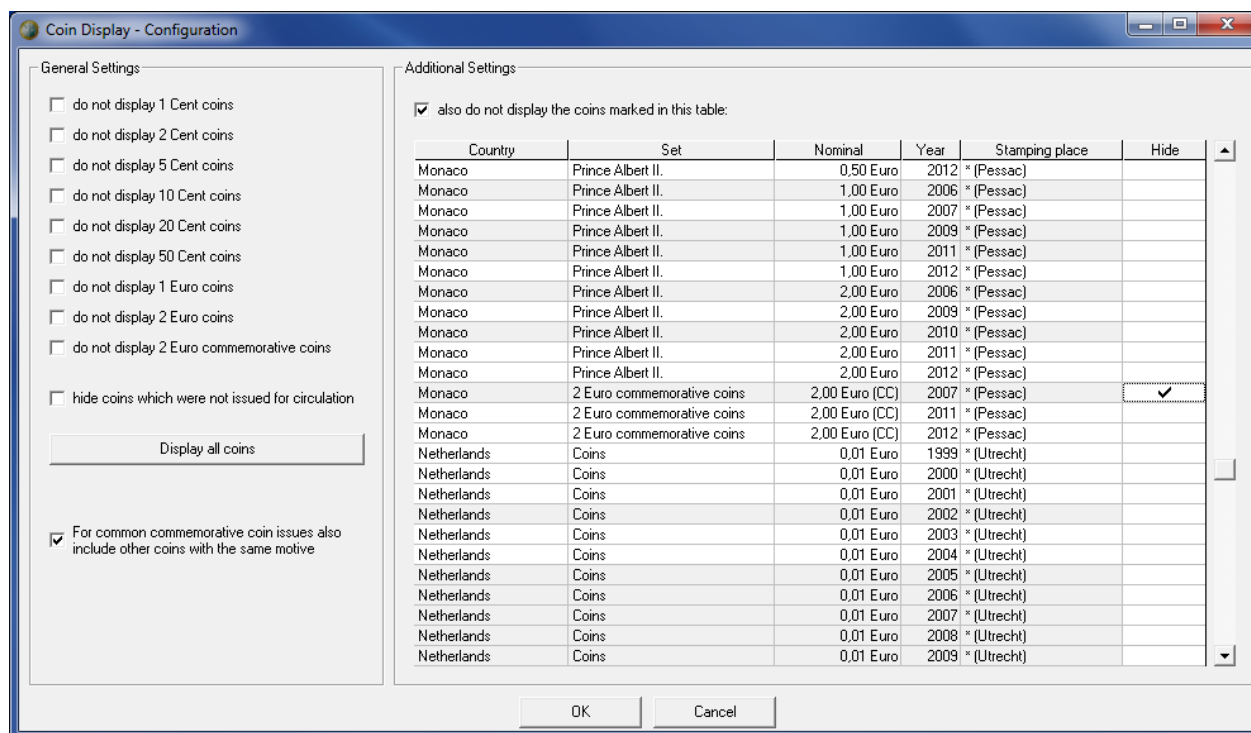 Coin Display - Configuration
General Settings
do not display 1 Cent coins
do not display 2 Cent coins
do not display 5 Cent coins
do not display 10 Cent coins
do not display 20 Cent coins
do not display 50 Cent coins
do not display 1 Euro coins
do not display 2 Euro coins
do not display 2 Euro commemorative coins
hide coins which were not issued for circulation
Display all coins
For common commemorative coin issues also
include other coins with the same motive
Additional Settings
also do not display the coins marked in this table:
Country Set Nominal Year Stamping place Hide
Monaco Prince Albert II. 0,50 Euro 2012 * (Pessac)
Monaco Prince Albert II. 1,00 Euro 2006 * (Pessac)
Monaco Prince Albert II. 1,00 Euro 2007 * (Pessac)
Monaco Prince Albert II. 1,00 Euro 2009 * (Pessac)
Monaco Prince Albert II. 1,00 Euro 2011 * (Pessac)
Monaco Prince Albert II. 1,00 Euro 2012 * (Pessac)
Monaco Prince Albert II. 2,00 Euro 2006 * (Pessac)
Monaco Prince Albert II. 2,00 Euro 2009 * (Pessac)
Monaco Prince Albert II. 2,00 Euro 2010 * (Pessac)
Monaco Prince Albert II. 2,00 Euro 2011 * (Pessac)
Monaco Prince Albert II. 2,00 Euro 2012 * (Pessac)
Monaco 2 Euro commemorative coins 2,00 Euro (CC) 2007 * (Pessac)
Monaco 2 Euro commemorative coins 2,00 Euro (CC) 2011 * (Pessac)
Monaco 2 Euro commemorative coins 2,00 Euro (CC) 2012 * (Pessac)
Netherlands Coins 0,01 Euro 1999 * (Utrecht)
Netherlands Coins 0,01 Euro 2000 * (Utrecht)
Netherlands Coins 0,01 Euro 2001 * (Utrecht)
Netherlands Coins 0,01 Euro 2002 * (Utrecht)
Netherlands Coins 0,01 Euro 2003 * (Utrecht)
Netherlands Coins 0,01 Euro 2004 * (Utrecht)
Netherlands Coins 0,01 Euro 2005 * (Utrecht)
Netherlands Coins 0,01 Euro 2006 * (Utrecht)
Netherlands Coins 0,01 Euro 2007 * (Utrecht)
Netherlands Coins 0,01 Euro 2008 * (Utrecht)
Netherlands Coins 0,01 Euro 2009 * (Utrecht)
OK Cancel